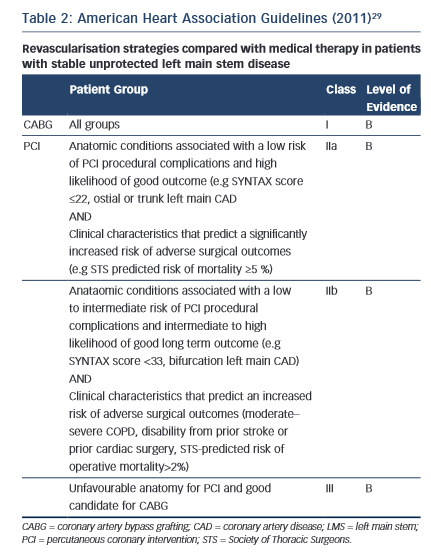 Table 2: American Heart Association Guidelines (2011)29
Revascularisation strategies compared with medical therapy in patients
with stable unprotected left main stem disease
Patient Group Class Level of
Evidence
CABG All groups I B
PCI Anatomic conditions associated with a low risk IIa B
of PCI procedural complications and high
likelihood of good outcome (e.g SYNTAX score
≤22, ostial or trunk left main CAD
AND
Clinical characteristics that predict a significantly
increased risk of adverse surgical outcomes
(e.g STS predicted risk of mortality ≥5 %)
Anataomic conditions associated with a low IIb B
to intermediate risk of PCI procedural
complications and intermediate to high
likelihood of good long term outcome (e.g
SYNTAX score <33, bifurcation left main CAD)
AND
Clinical characteristics that predict an increased
risk of adverse surgical outcomes (moderate–
severe COPD, disability from prior stroke or
prior cardiac surgery, STS-predicted risk of
operative mortality>2%)
Unfavourable anatomy for PCI and good III B
candidate for CABG
CABG = coronary artery bypass grafting; CAD = coronary artery disease; LMS = left main stem;
PCI = percutaneous coronary intervention; STS = Society of Thoracic Surgeons.